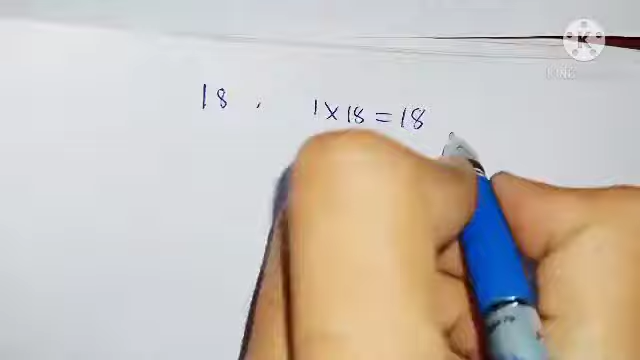 18 . 1 × 18 = 18